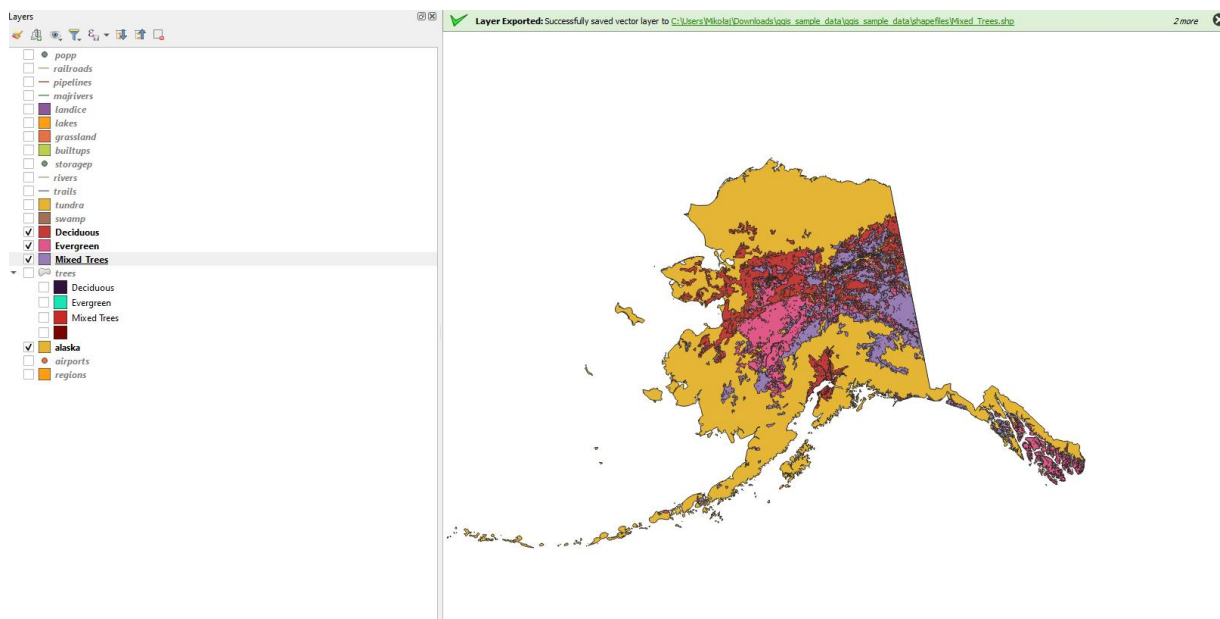 Layers
Layer Exported: Successfully saved vector layer to C:\Users\Mikołaj\Downloads\qgis_sample_data\qgis_sample_data\shapefiles\Mixed_Trees.shp
2 more
popp
railroads
pipelines
majrivers
landice
lakes
grassland
builtups
storagep
rivers
trails
tundra
swamp
Deciduous
Evergreen
Mixed Trees
trees
Deciduous
Evergreen
Mixed Trees
alaska
airports
regions